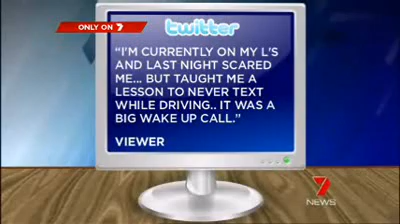 ONLY ON 7
twitter
“I'M CURRENTLY ON MY L'S
AND LAST NIGHT SCARED
ME... BUT TAUGHT ME A
LESSON TO NEVER TEXT
WHILE DRIVING.. IT WAS A
BIG WAKE UP CALL.”
VIEWER
7
NEWS